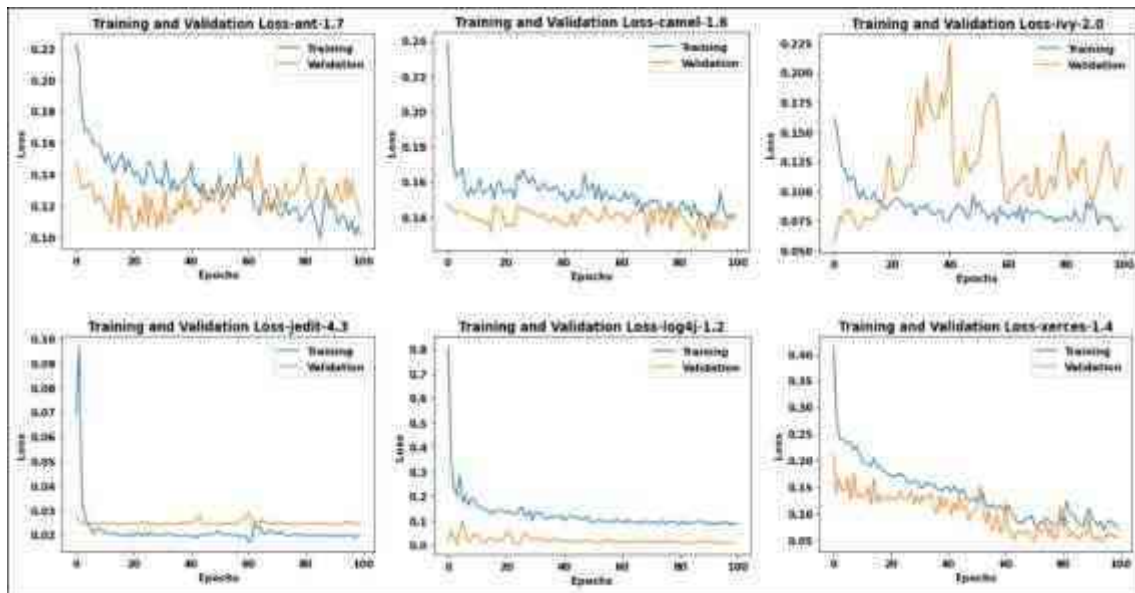 Training and Validation Loss-ant-1.7
Training
Validation
0.22
0.20
0.18
0.16
0.14
0.12
0.10
Loss
0 20 40 60 80 100
Epochs
Training and Validation Loss-camel-1.6
Training
Validation
0.24
0.22
0.20
0.18
0.16
0.14
Loss
0 20 40 60 80 100
Epochs
Training and Validation Loss-ivy-2.0
Training
Validation
0.225
0.200
0.175
0.150
0.125
0.100
0.075
0.050
Loss
0 20 40 60 80 100
Epochs
Training and Validation Loss-jedit-4.3
Training
Validation
0.10
0.09
0.08
0.07
0.06
0.05
0.04
0.03
0.02
Loss
0 20 40 60 80 100
Epochs
Training and Validation Loss-log4j-1.2
Training
Validation
0.8
0.7
0.6
0.5
0.4
0.3
0.2
0.1
0.0
Loss
0 20 40 60 80 100
Epochs
Training and Validation Loss-xerces-1.4
Training
Validation
0.40
0.35
0.30
0.25
0.20
0.15
0.10
0.05
Loss
0 20 40 60 80 100
Epochs